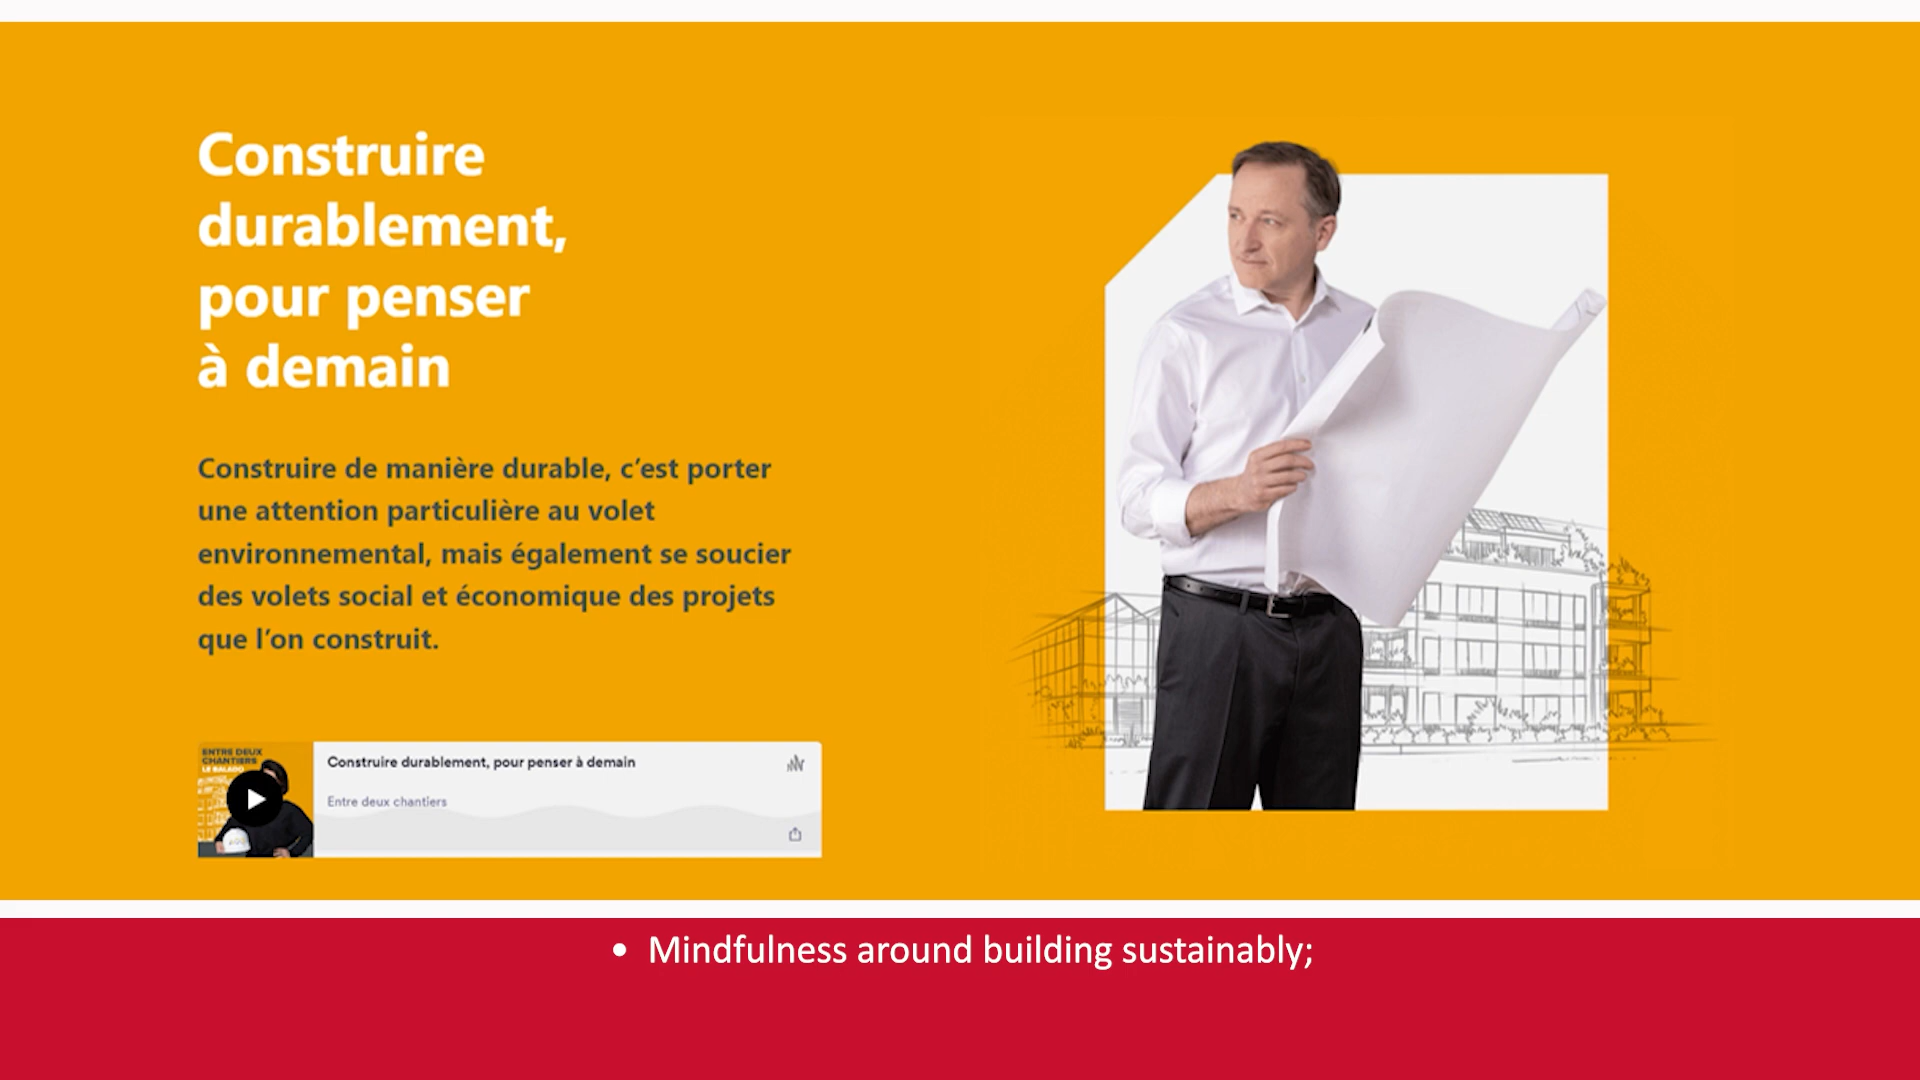 Construire
durablement,
pour penser
à demain
Construire de manière durable, c’est porter
une attention particulière au volet
environnemental, mais également se soucier
des volets social et économique des projets
que l’on construit.
ENTRE DEUX
CHANTIERS
LE BALADO
Construire durablement, pour penser à demain
Entre deux chantiers
• Mindfulness around building sustainably;